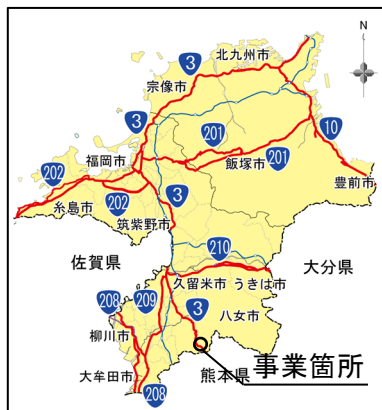 N
北九州市
3
宗像市
3
201
10
福岡市
202
飯塚市
201
豊前市
糸島市
202
3
筑紫野市
210
佐賀県
大分県
久留米市
うきは市
208
209
3
八女市
柳川市
事業箇所
大牟田市
熊本県
208